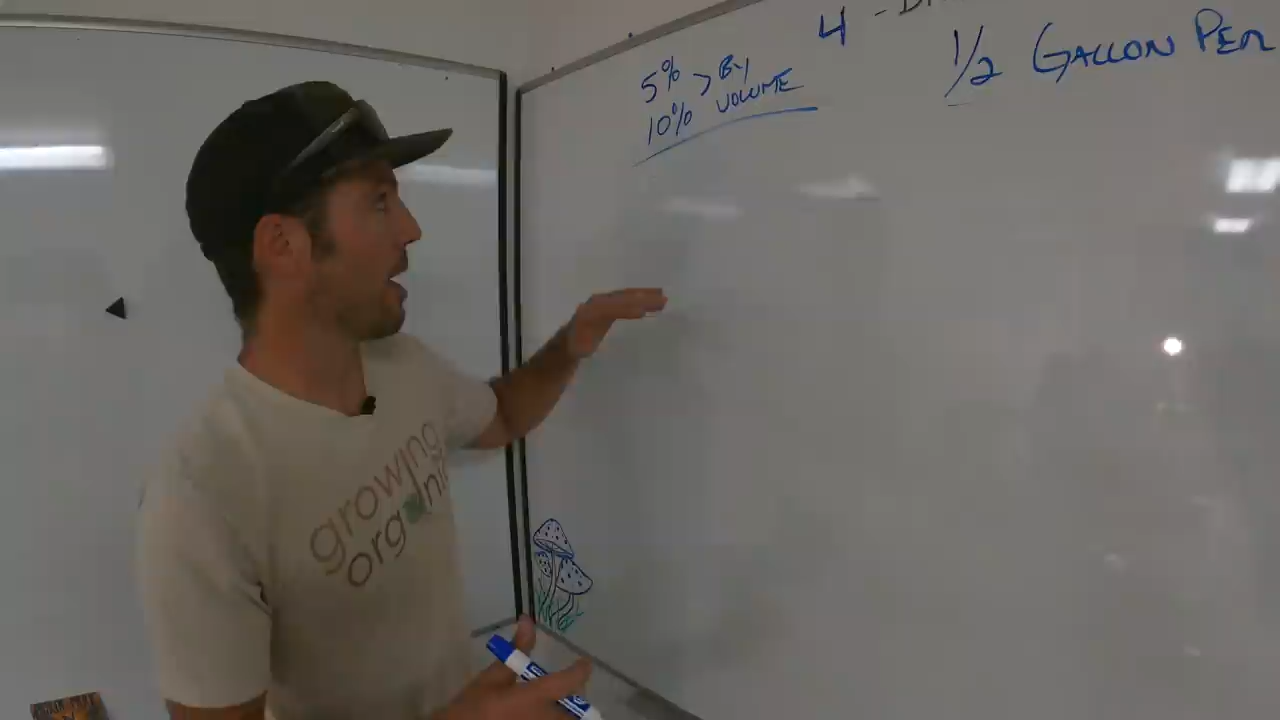 4 -
1/2 GALLON PER
5% > BY
10% VOLUME
growing
organic